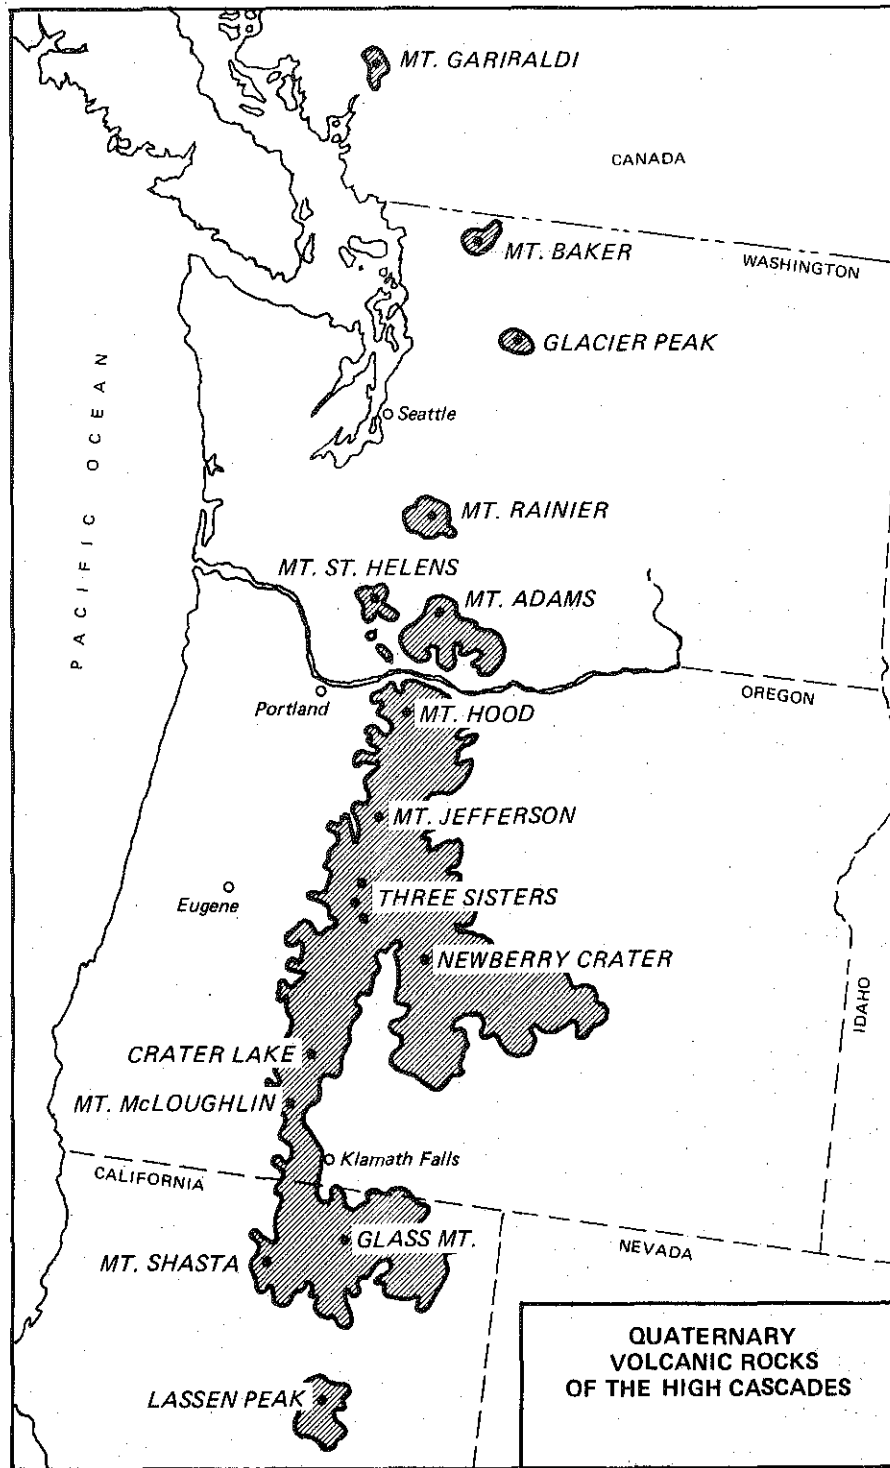 MT. GARIRALDI
CANADA
MT. BAKER
WASHINGTON
GLACIER PEAK
PACIFIC OCEAN
Seattle
MT. RAINIER
MT. ST. HELENS
MT. ADAMS
OREGON
Portland
MT. HOOD
MT. JEFFERSON
THREE SISTERS
Eugene
NEWBERRY CRATER
IDAHO
CRATER LAKE
MT. McLOUGHLIN
Klamath Falls
CALIFORNIA
GLASS MT.
NEVADA
MT. SHASTA
QUATERNARY
VOLCANIC ROCKS
OF THE HIGH CASCADES
LASSEN PEAK